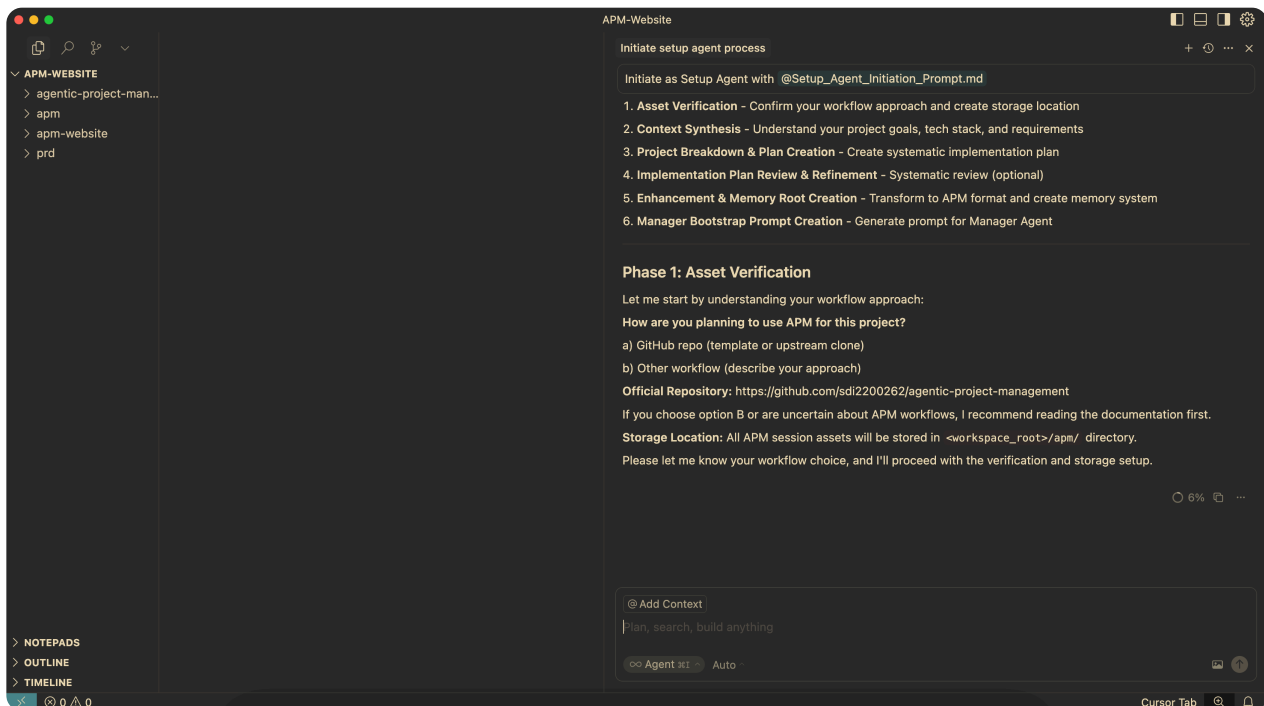 APM-Website
APM-WEBSITE
agentic-project-man...
apm
apm-website
prd
NOTEPADS
OUTLINE
TIMELINE
0 0
Initiate setup agent process
Initiate as Setup Agent with @Setup_Agent_Initiation_Prompt.md
1. Asset Verification - Confirm your workflow approach and create storage location
2. Context Synthesis - Understand your project goals, tech stack, and requirements
3. Project Breakdown & Plan Creation - Create systematic implementation plan
4. Implementation Plan Review & Refinement - Systematic review (optional)
5. Enhancement & Memory Root Creation - Transform to APM format and create memory system
6. Manager Bootstrap Prompt Creation - Generate prompt for Manager Agent
Phase 1: Asset Verification
Let me start by understanding your workflow approach:
How are you planning to use APM for this project?
a) GitHub repo (template or upstream clone)
b) Other workflow (describe your approach)
Official Repository: https://github.com/sdi2200262/agentic-project-management
If you choose option B or are uncertain about APM workflows, I recommend reading the documentation first.
Storage Location: All APM session assets will be stored in <workspace_root>/apm/ directory.
Please let me know your workflow choice, and I'll proceed with the verification and storage setup.
6%
@ Add Context
Plan, search, build anything
Agent ⌘I Auto
Cursor Tab